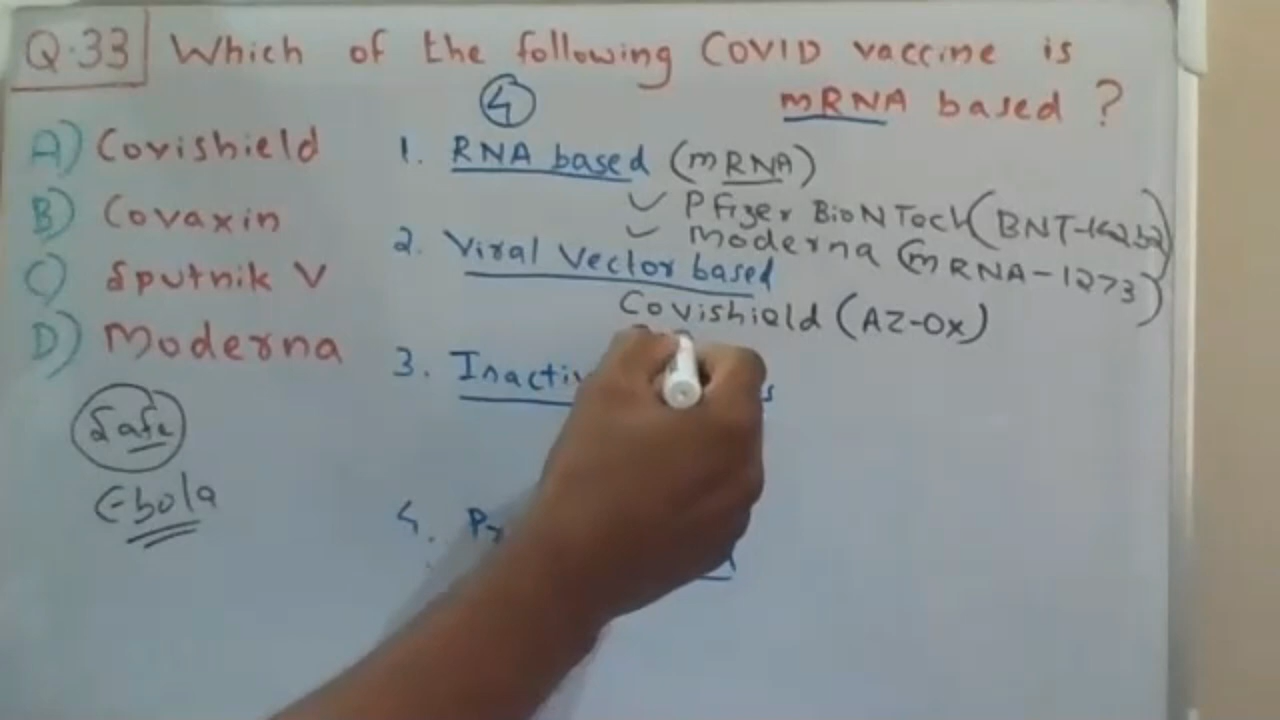 Q.33 Which of the following COVID vaccine is
mRNA based ?
4
A) Covishield
B) Covaxin
C) Sputnik V
D) Moderna
Safe
Ebola
1. RNA based (mRNA)
✓ Pfizer BioNTech (BNT-162b2)
✓ Moderna (mRNA-1273)
2. Viral Vector based
Covishield (AZ-Ox)
3.
4.